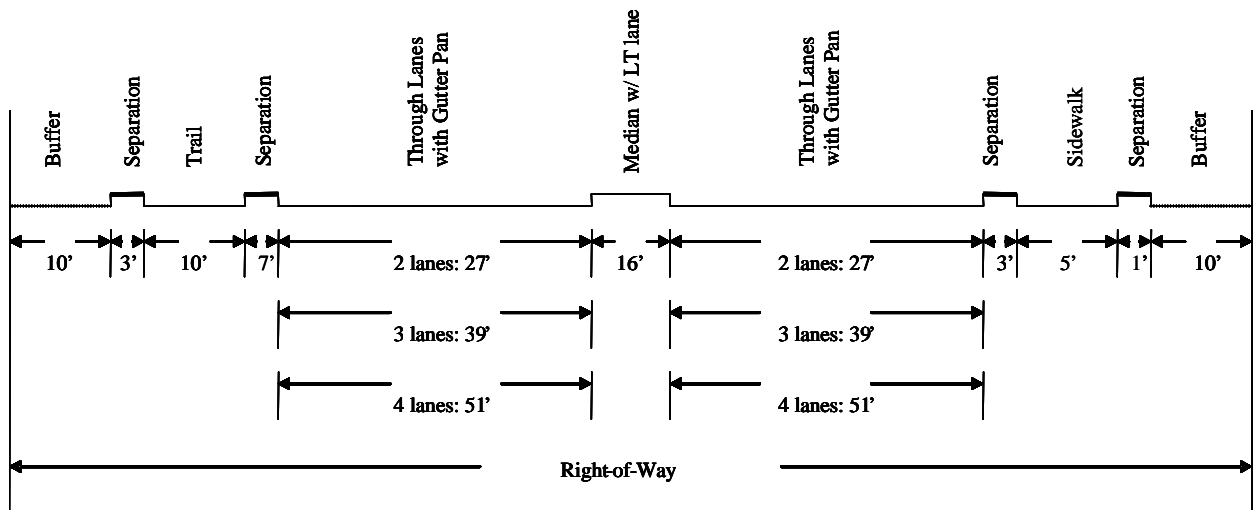 Buffer
Separation
Trail
Separation
Through Lanes
with Gutter Pan
Median w/ LT lane
Through Lanes
with Gutter Pan
Separation
Sidewalk
Separation
Buffer
10’
3’
10’
7’
2 lanes: 27’
16’
2 lanes: 27’
3’
5’
1’
10’
3 lanes: 39’
3 lanes: 39’
4 lanes: 51’
4 lanes: 51’
Right-of-Way